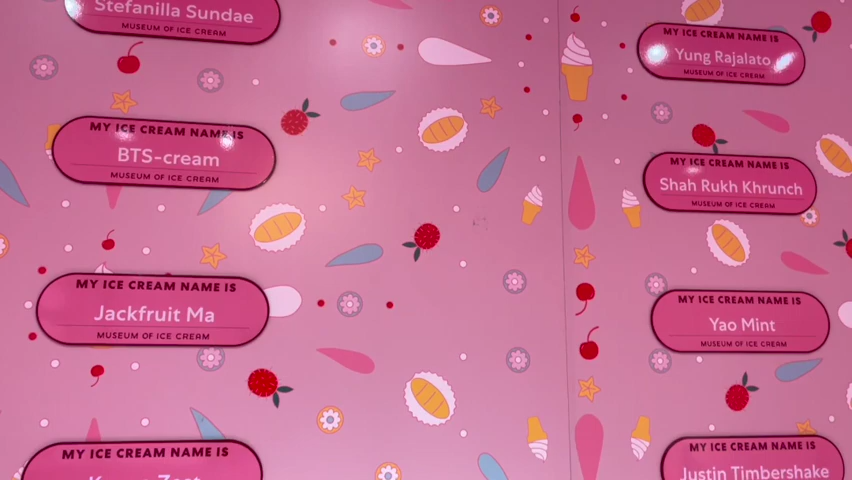 Stefanilla Sundae
MUSEUM OF ICE CREAM
MY ICE CREAM NAME IS
BTS-cream
MUSEUM OF ICE CREAM
MY ICE CREAM NAME IS
Jackfruit Ma
MUSEUM OF ICE CREAM
MY ICE CREAM NAME IS
MY ICE CREAM NAME IS
Yung Rajalato
MUSEUM OF ICE CREAM
MY ICE CREAM NAME IS
Shah Rukh Khrunch
MUSEUM OF ICE CREAM
MY ICE CREAM NAME IS
Yao Mint
MUSEUM OF ICE CREAM
MY ICE CREAM NAME IS
Justin Timbershake